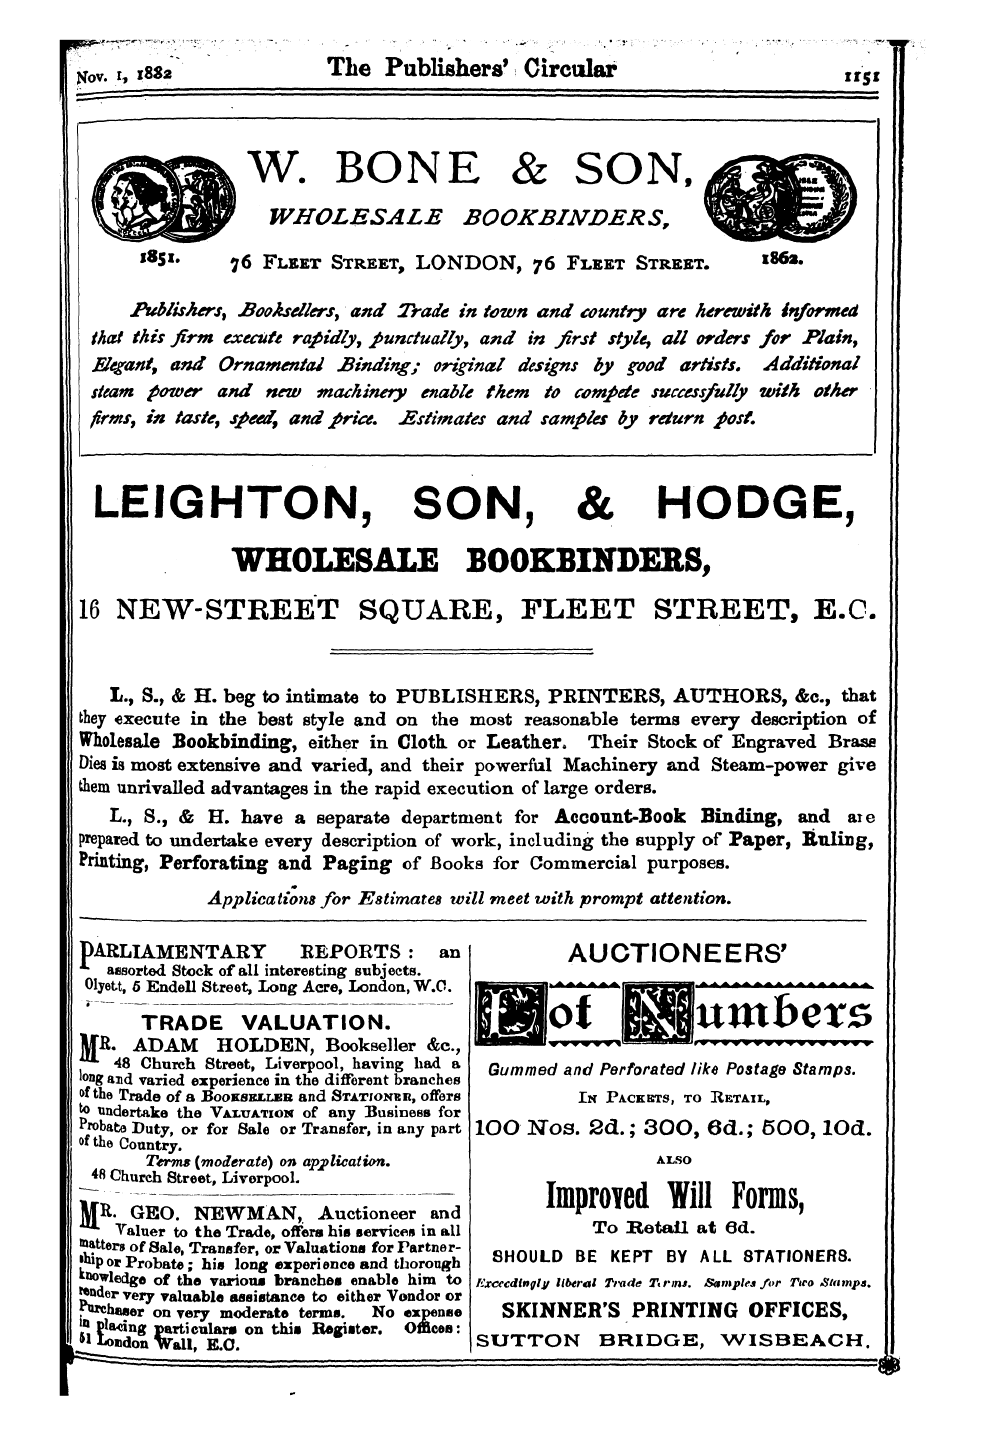 Nov. 1, 1882 The Publishers' Circular 1151
W. BONE & SON,
WHOLESALE BOOKBINDERS,
1851. 76 FLEET STREET, LONDON, 76 FLEET STREET. 1862.
Publishers, Booksellers, and Trade in town and country are herewith informed
that this firm execute rapidly, punctually, and in first style, all orders for Plain,
Elegant, and Ornamental Binding; original designs by good artists. Additional
steam power and new machinery enable them to compete successfully with other
firms, in taste, speed, and price. Estimates and samples by return post.
LEIGHTON, SON, & HODGE,
WHOLESALE BOOKBINDERS,
16 NEW-STREET SQUARE, FLEET STREET, E.C.
L., S., & H. beg to intimate to PUBLISHERS, PRINTERS, AUTHORS, &c., that
they execute in the best style and on the most reasonable terms every description of
Wholesale Bookbinding, either in Cloth or Leather. Their Stock of Engraved Brass
Dies is most extensive and varied, and their powerful Machinery and Steam-power give
them unrivalled advantages in the rapid execution of large orders.
L., S., & H. have a separate department for Account-Book Binding, and are
prepared to undertake every description of work, including the supply of Paper, Ruling,
Printing, Perforating and Paging of Books for Commercial purposes.
Applications for Estimates will meet with prompt attention.
PARLIAMENTARY REPORTS : an
assorted Stock of all interesting subjects.
Olyett, 5 Endell Street, Long Acre, London, W.C.
TRADE VALUATION.
MR. ADAM HOLDEN, Bookseller &c.,
48 Church Street, Liverpool, having had a
long and varied experience in the different branches
of the Trade of a BOOKSELLER and STATIONER, offers
to undertake the VALUATION of any Business for
Probate Duty, or for Sale or Transfer, in any part
of the Country.
Terms (moderate) on application.
48 Church Street, Liverpool.
MR. GEO. NEWMAN, Auctioneer and
Valuer to the Trade, offers his services in all
matters of Sale, Transfer, or Valuations for Partner-
ship or Probate ; his long experience and thorough
knowledge of the various branches enable him to
render very valuable assistance to either Vendor or
Purchaser on very moderate terms. No expense
in placing particulars on this Register. Offices :
51 London Wall, E.C.
AUCTIONEERS'
Lot Numbers
Gummed and Perforated like Postage Stamps.
IN PACKETS, TO RETAIL,
100 Nos. 2d.; 300, 6d.; 500, 10d.
ALSO
Improved Will Forms,
To Retail at 6d.
SHOULD BE KEPT BY ALL STATIONERS.
Exceedingly liberal Trade Terms. Samples for Two Stamps.
SKINNER'S PRINTING OFFICES,
SUTTON BRIDGE, WISBEACH.